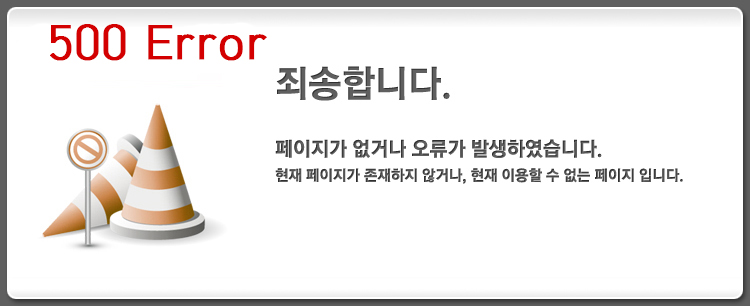 500 Error
죄송합니다.
페이지가 없거나 오류가 발생하였습니다.
현재 페이지가 존재하지 않거나, 현재 이용할 수 없는 페이지 입니다.